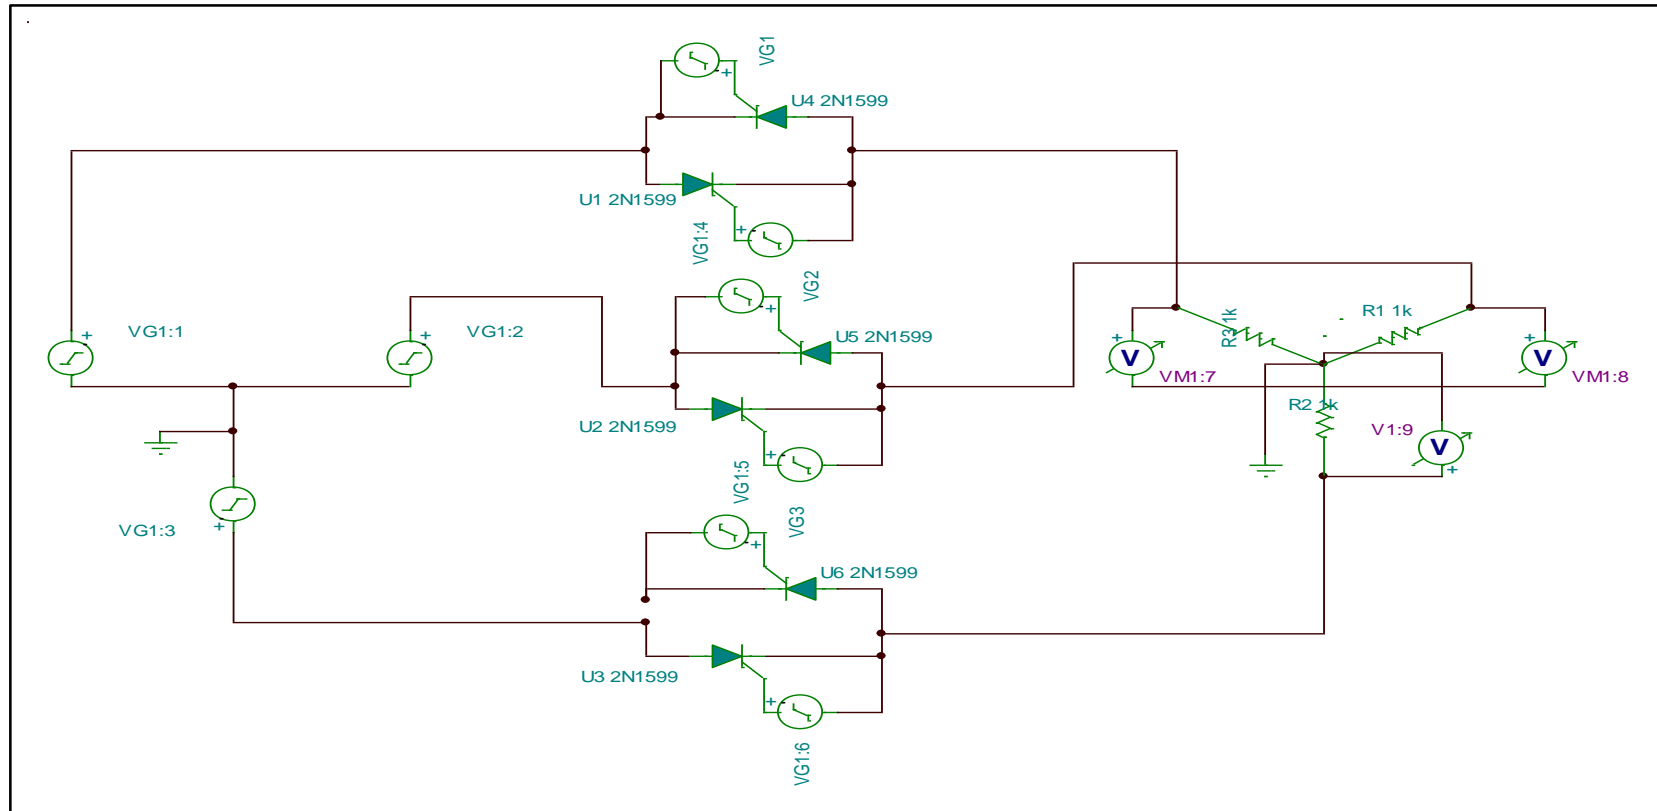 VG1
U4 2N1599
U1 2N1599
VG1:4
VG2
VG1:1
VG1:2
U5 2N1599
R3 1k
R1 1k
V
VM1:7
V
VM1:8
U2 2N1599
VG1:5
R2 1k
V1:9
V
VG3
VG1:3
U6 2N1599
U3 2N1599
VG1:6